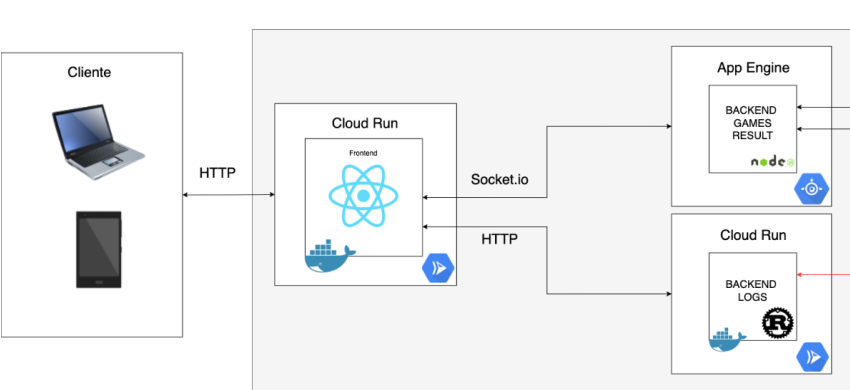 Cliente
HTTP
Cloud Run
Frontend
Socket.io
HTTP
App Engine
BACKEND
GAMES
RESULT
node
Cloud Run
BACKEND
LOGS
R